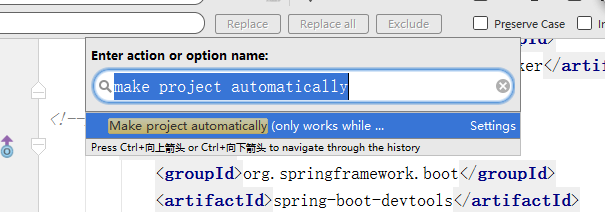 Replace Replace all Exclude Preserve Case In
Id>
Enter action or option name:
ker</artif
make project automatically
<!--
Make project automatically (only works while ... Settings
Press Ctrl+向上箭头 or Ctrl+向下箭头 to navigate through the history
<groupId>org.springframework.boot</groupId>
<artifactId>spring-boot-devtools</artifactId>